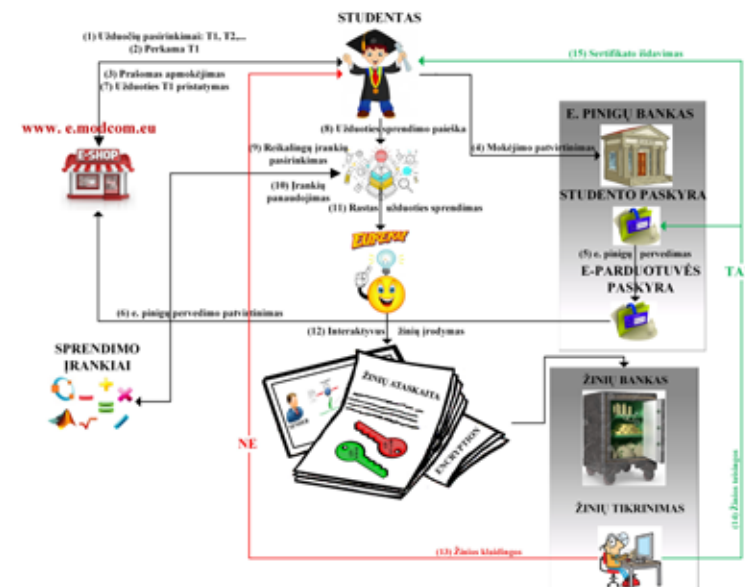 STUDENTAS
(1) Užduočių pasirinkimai: T1, T2,...
(2) Perkama T1
(15) Sertifikato išdavimas
(3) Prašomas apmokėjimas
(7) Užduoties T1 pristatymas
E. PINIGŲ BANKAS
www. e.modcom.eu
E-SHOP
(8) Užduoties sprendimo paieška
(9) Reikalingų įrankių
pasirinkimas
(4) Mokėjimo patvirtinimas
(10) Įrankių
panaudojimas
STUDENTO PASKYRA
(11) Rastas užduoties sprendimas
EUREKA!
(5) e. pinigų pervedimas
E-PARDUOTUVĖS
PASKYRA
TA
(6) e. pinigų pervedimo patvirtinimas
(12) Interaktyvus žinių įrodymas
SPRENDIMO
ĮRANKIAI
ŽINIŲ ATASKAITA
ŽINIŲ BANKAS
NE
ENCRYPTION
(14) Žinios teisingos
ŽINIŲ TIKRINIMAS
(13) Žinios klaidingos